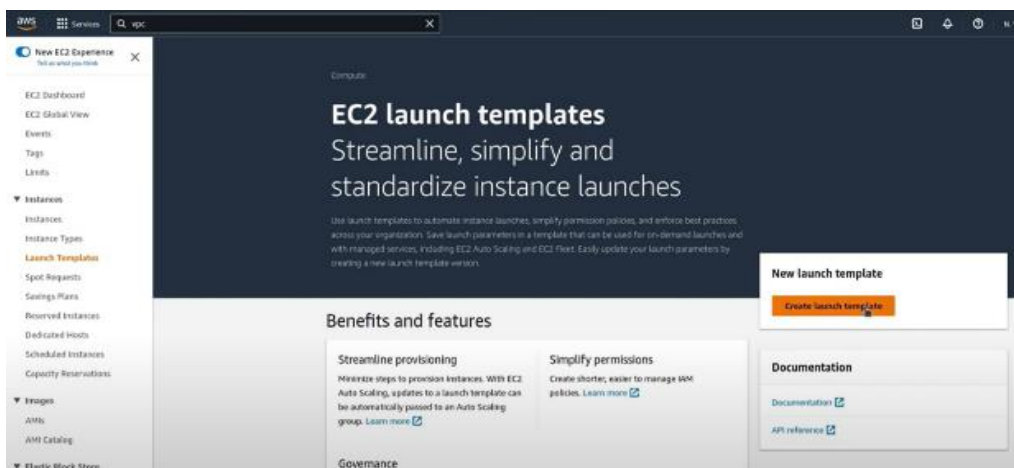 aws
Services
vpc
New EC2 Experience
Tell us what you think
EC2 Dashboard
EC2 Global View
Events
Tags
Limits
Instances
Instances
Instance Types
Launch Templates
Spot Requests
Savings Plans
Reserved Instances
Dedicated Hosts
Scheduled Instances
Capacity Reservations
Images
AMIs
AMI Catalog
Elastic Block Store
Compute
EC2 launch templates
Streamline, simplify and
standardize instance launches
Use launch templates to automate instance launches, simplify permission policies, and enforce best practices
across your organization. Save launch parameters in a template that can be used for on-demand launches and
with managed services, including EC2 Auto Scaling and EC2 Fleet. Easily update your launch parameters by
creating a new launch template version.
New launch template
Create launch template
Benefits and features
Streamline provisioning
Minimize steps to provision instances. With EC2
Auto Scaling, updates to a launch template can
be automatically passed to an Auto Scaling
group. Learn more
Simplify permissions
Create shorter, easier to manage IAM
policies. Learn more
Governance
Documentation
Documentation
API reference